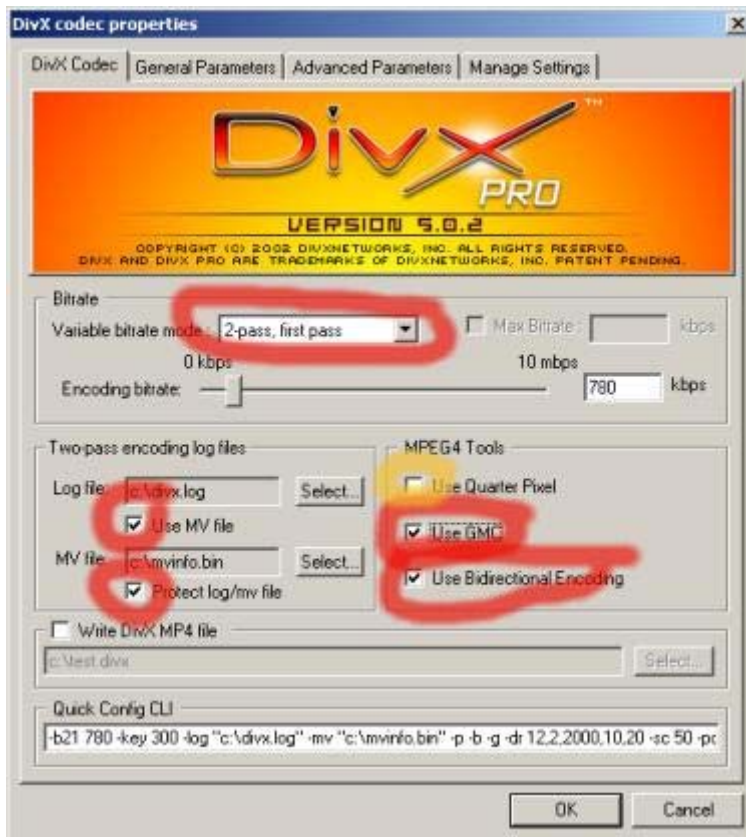 DivX codec properties
DivX Codec General Parameters Advanced Parameters Manage Settings
DivX™
PRO
VERSION 5.0.2
COPYRIGHT (C) 2002 DIVXNETWORKS, INC. ALL RIGHTS RESERVED.
DIVX AND DIVX PRO ARE TRADEMARKS OF DIVXNETWORKS, INC. PATENT PENDING.
Bitrate
Variable bitrate mode : 2-pass, first pass Max Bitrate : kbps
0 kbps 10 mbps
Encoding bitrate: 780 kbps
Two-pass encoding log files
Log file: c:\divx.log Select...
Use MV file
MV file: c:\mvinfo.bin Select...
Protect log/mv file
MPEG4 Tools
Use Quarter Pixel
Use GMC
Use Bidirectional Encoding
Write DivX MP4 file
c:\test.divx Select...
Quick Config CLI
-b21 780 -key 300 -log "c:\divx.log" -mv "c:\mvinfo.bin" -p -b -g -dr 12,2,2000,10,20 -sc 50 -pc
OK Cancel